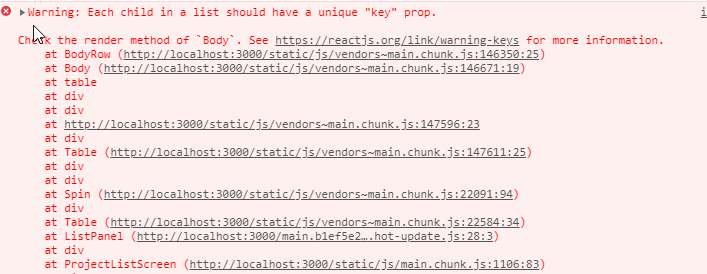 Warning: Each child in a list should have a unique "key" prop.
Check the render method of `Body`. See https://reactjs.org/link/warning-keys for more information.
at BodyRow (http://localhost:3000/static/js/vendors~main.chunk.js:146350:25)
at Body (http://localhost:3000/static/js/vendors~main.chunk.js:146671:19)
at table
at div
at div
at http://localhost:3000/static/js/vendors~main.chunk.js:147596:23
at div
at Table (http://localhost:3000/static/js/vendors~main.chunk.js:147611:25)
at div
at div
at Spin (http://localhost:3000/static/js/vendors~main.chunk.js:22091:94)
at div
at Table (http://localhost:3000/static/js/vendors~main.chunk.js:22584:34)
at ListPanel (http://localhost:3000/main.b1ef5e2….hot-update.js:28:3)
at div
at ProjectListScreen (http://localhost:3000/static/js/main.chunk.js:1106:83)